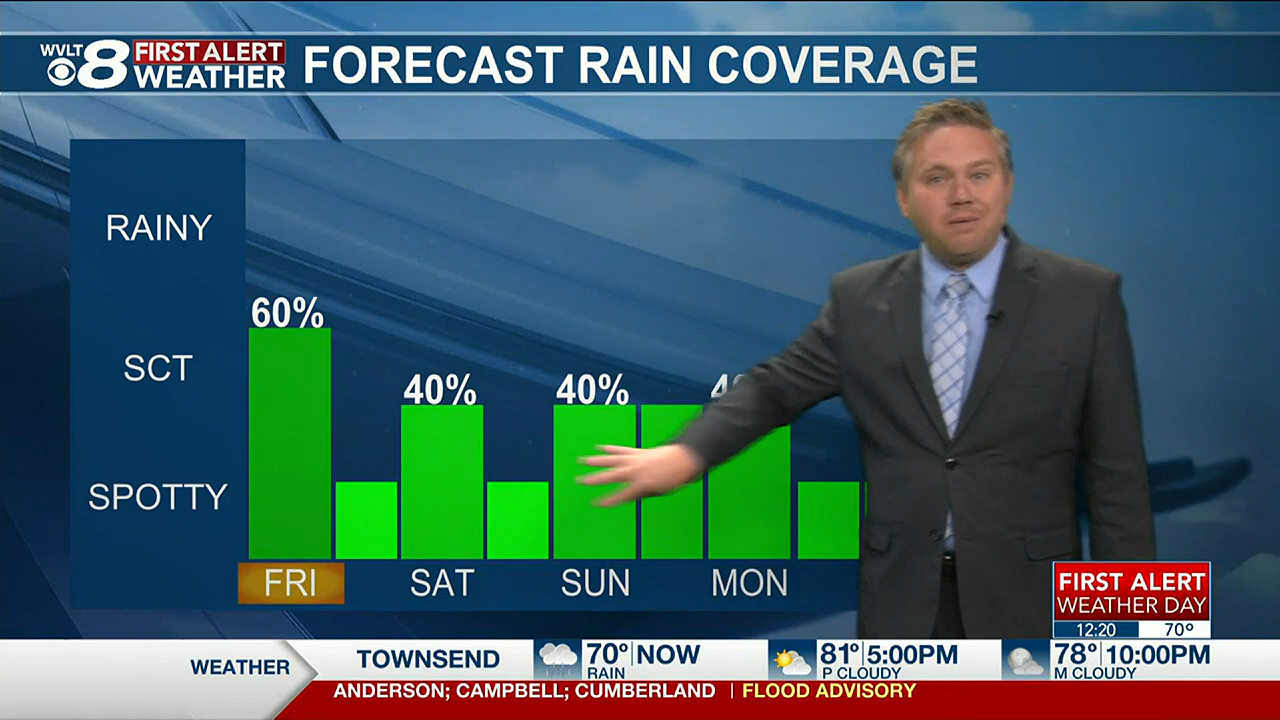 WVLT 8 FIRST ALERT WEATHER
FORECAST RAIN COVERAGE
RAINY
SCT
SPOTTY
60%
40%
40%
FRI
SAT
SUN
MON
FIRST ALERT
WEATHER DAY
12:20 70°
WEATHER
TOWNSEND
70° NOW
RAIN
81° 5:00PM
P CLOUDY
78° 10:00PM
M CLOUDY
ANDERSON; CAMPBELL; CUMBERLAND | FLOOD ADVISORY